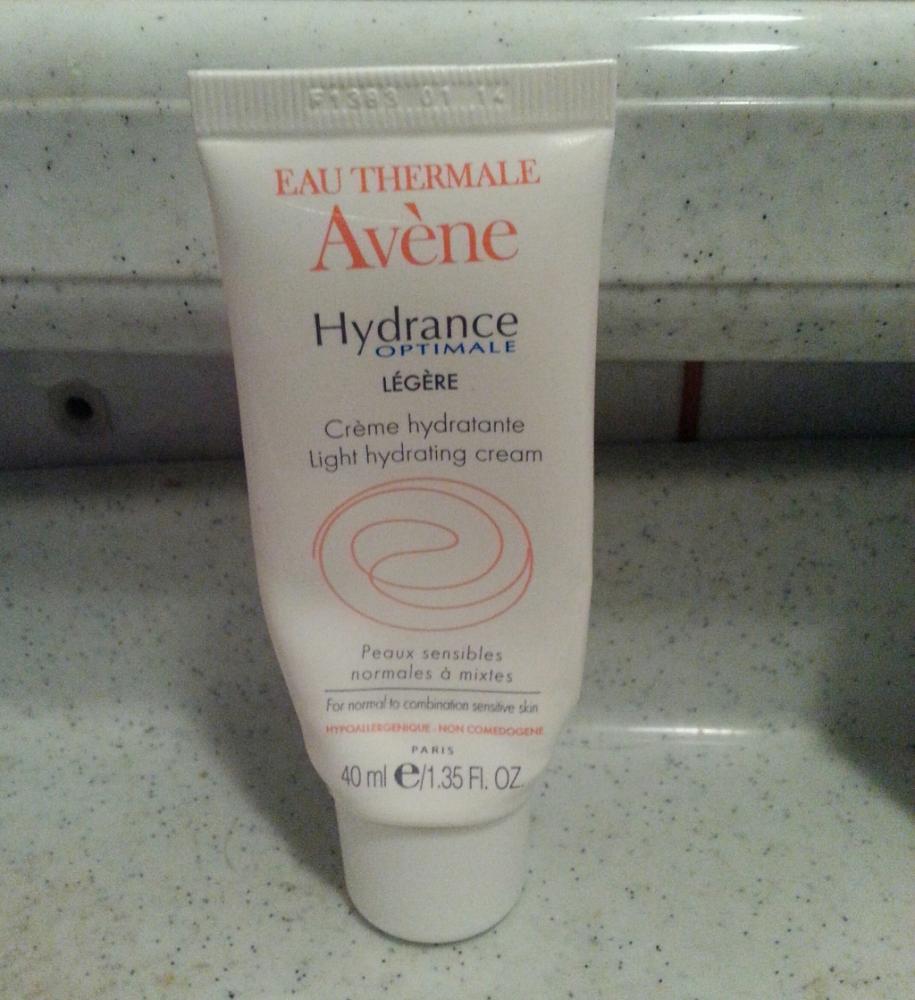 F1383 01 14
EAU THERMALE
Avène
Hydrance
OPTIMALE
LÉGÈRE
Crème hydratante
Light hydrating cream
Peaux sensibles
normales à mixtes
For normal to combination sensitive skin
HYPOALLERGENIQUE - NON COMEDOGENE
PARIS
40 ml e/1.35 Fl. OZ.